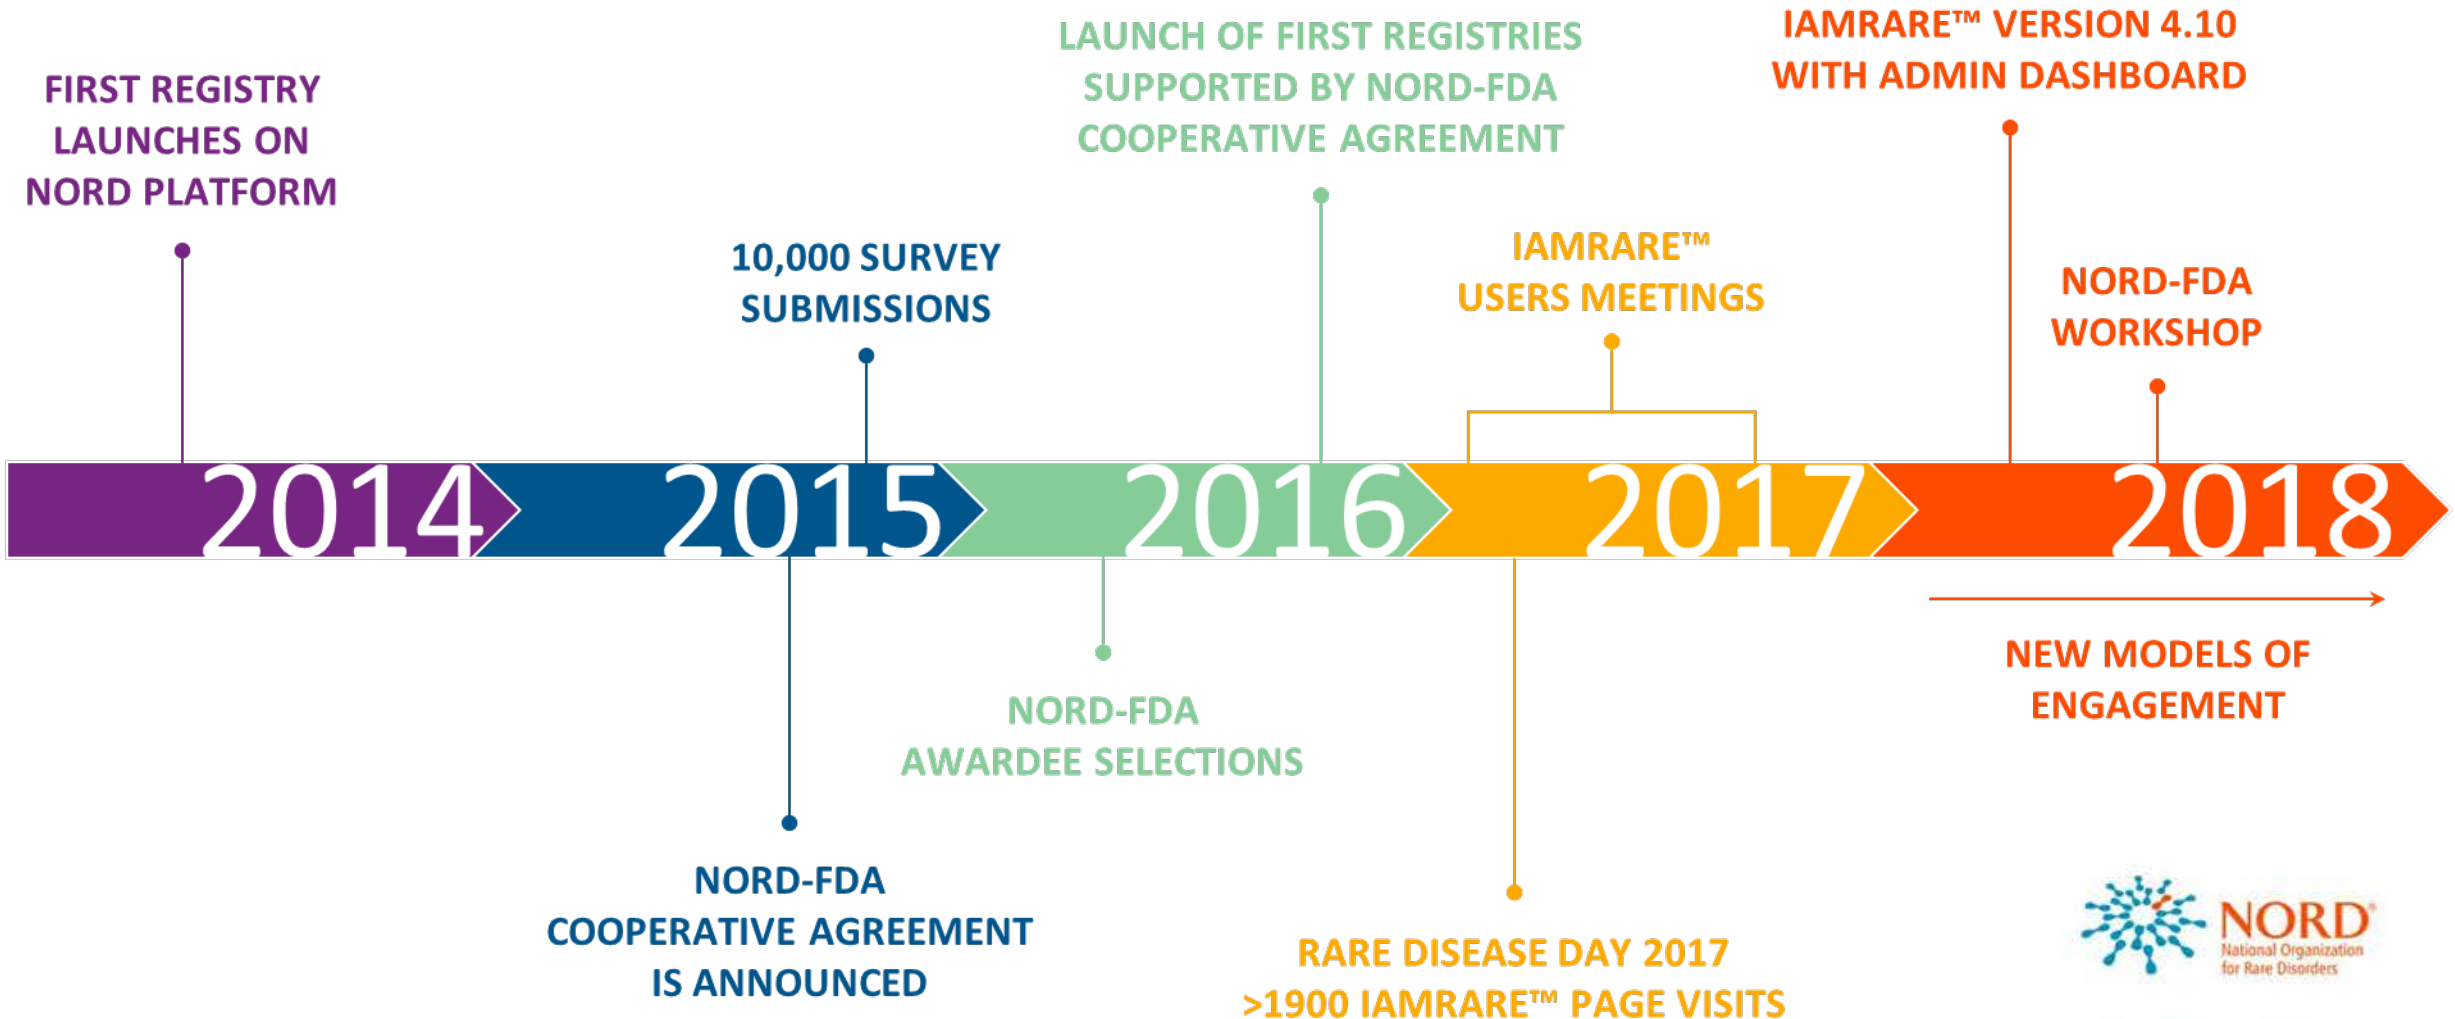 FIRST REGISTRY
LAUNCHES ON
NORD PLATFORM
10,000 SURVEY
SUBMISSIONS
LAUNCH OF FIRST REGISTRIES
SUPPORTED BY NORD-FDA
COOPERATIVE AGREEMENT
IAMRARE™
USERS MEETINGS
IAMRARE™ VERSION 4.10
WITH ADMIN DASHBOARD
NORD-FDA
WORKSHOP
2014
2015
2016
2017
2018
NORD-FDA
COOPERATIVE AGREEMENT
IS ANNOUNCED
NORD-FDA
AWARDEE SELECTIONS
RARE DISEASE DAY 2017
>1900 IAMRARE™ PAGE VISITS
NEW MODELS OF
ENGAGEMENT
NORD®
National Organization
for Rare Disorders